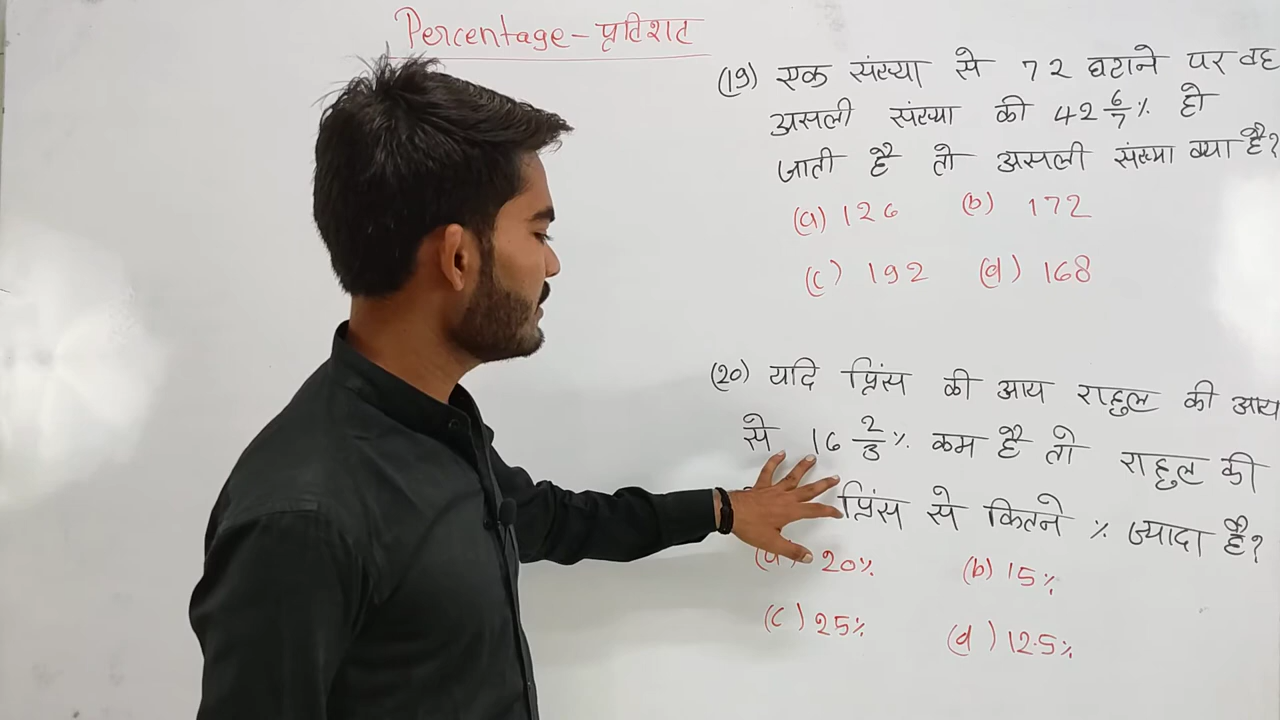 Percentage - प्रतिशत
(19) एक संख्या से 72 घटाने पर वह
असली संख्या की 42 6/7 % हो
जाती है तो असली संख्या क्या है?
(a) 126 (b) 172
(c) 192 (d) 168
(20) यदि प्रिंस की आय राहुल की आय
से 16 2/3 % कम है तो राहुल की
प्रिंस से कितने % ज्यादा है?
(a) 20% (b) 15%
(c) 25% (d) 12.5%